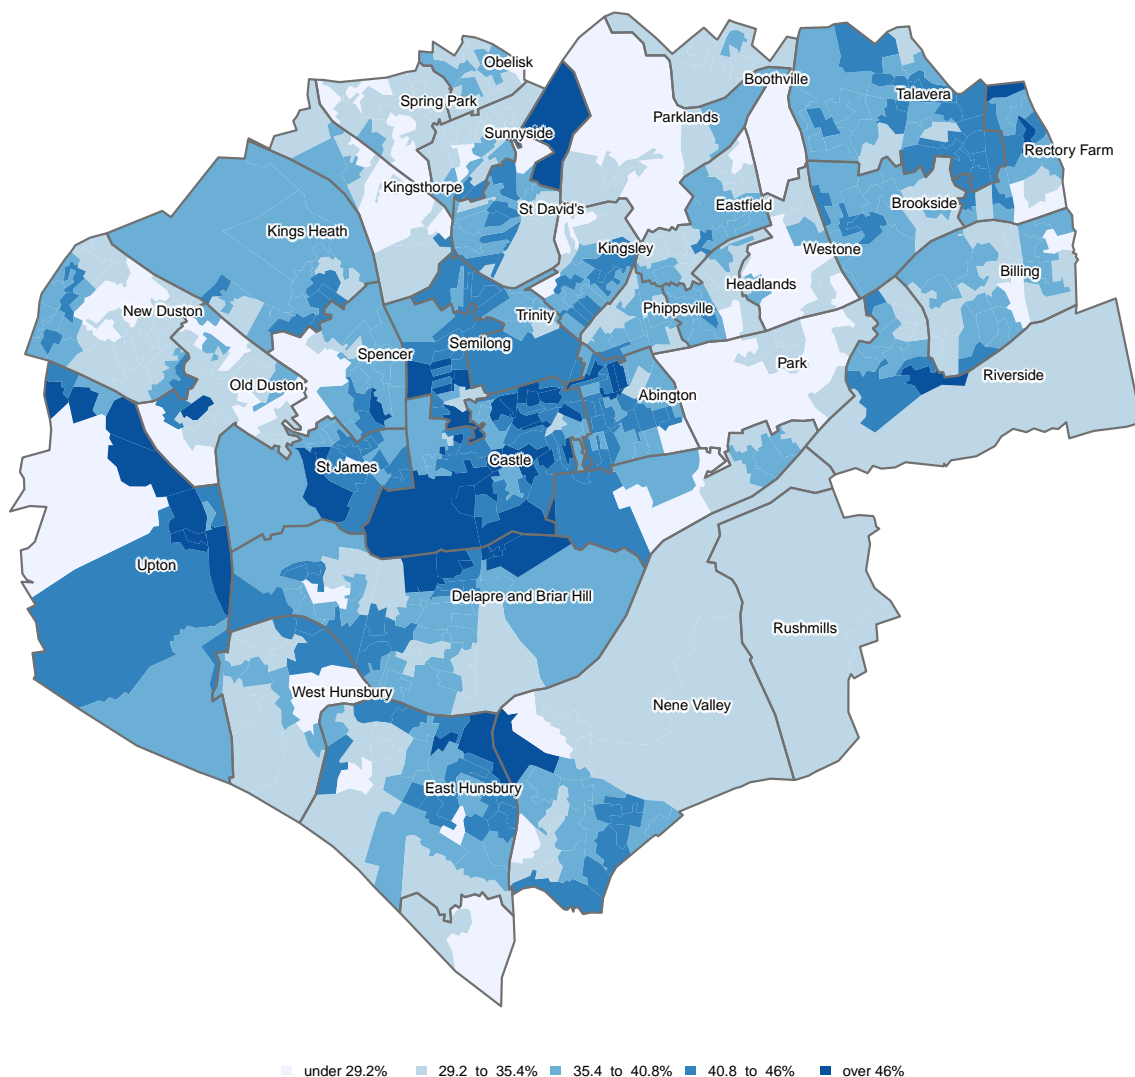 Obelisk
Boothville
Spring Park
Talavera
Parklands
Sunnyside
Rectory Farm
Kingsthorpe
Eastfield
Brookside
St David's
Kings Heath
Kingsley
Westone
Billing
Headlands
New Duston
Phippsville
Trinity
Semilong
Spencer
Park
Riverside
Old Duston
Abington
Castle
St James
Upton
Delapre and Briar Hill
Rushmills
West Hunsbury
Nene Valley
East Hunsbury
under 29.2% 29.2 to 35.4% 35.4 to 40.8% 40.8 to 46% over 46%